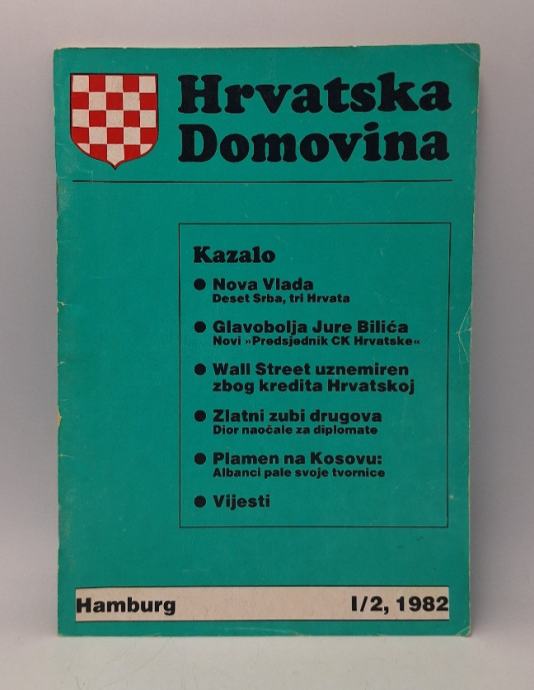 Hrvatska
Domovina
Kazalo
● Nova Vlada
Deset Srba, tri Hrvata
● Glavobolja Jure Bilića
Novi »Predsjednik CK Hrvatske«
● Wall Street uznemiren
zbog kredita Hrvatskoj
● Zlatni zubi drugova
Dior naočale za diplomate
● Plamen na Kosovu:
Albanci pale svoje tvornice
● Vijesti
Hamburg I/2, 1982